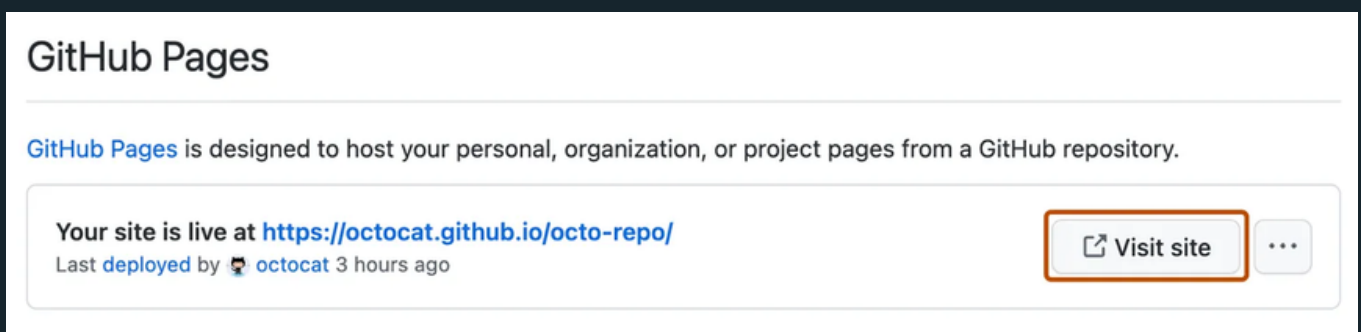 GitHub Pages
GitHub Pages is designed to host your personal, organization, or project pages from a GitHub repository.
Your site is live at https://octocat.github.io/octo-repo/
Last deployed by octocat 3 hours ago
Visit site